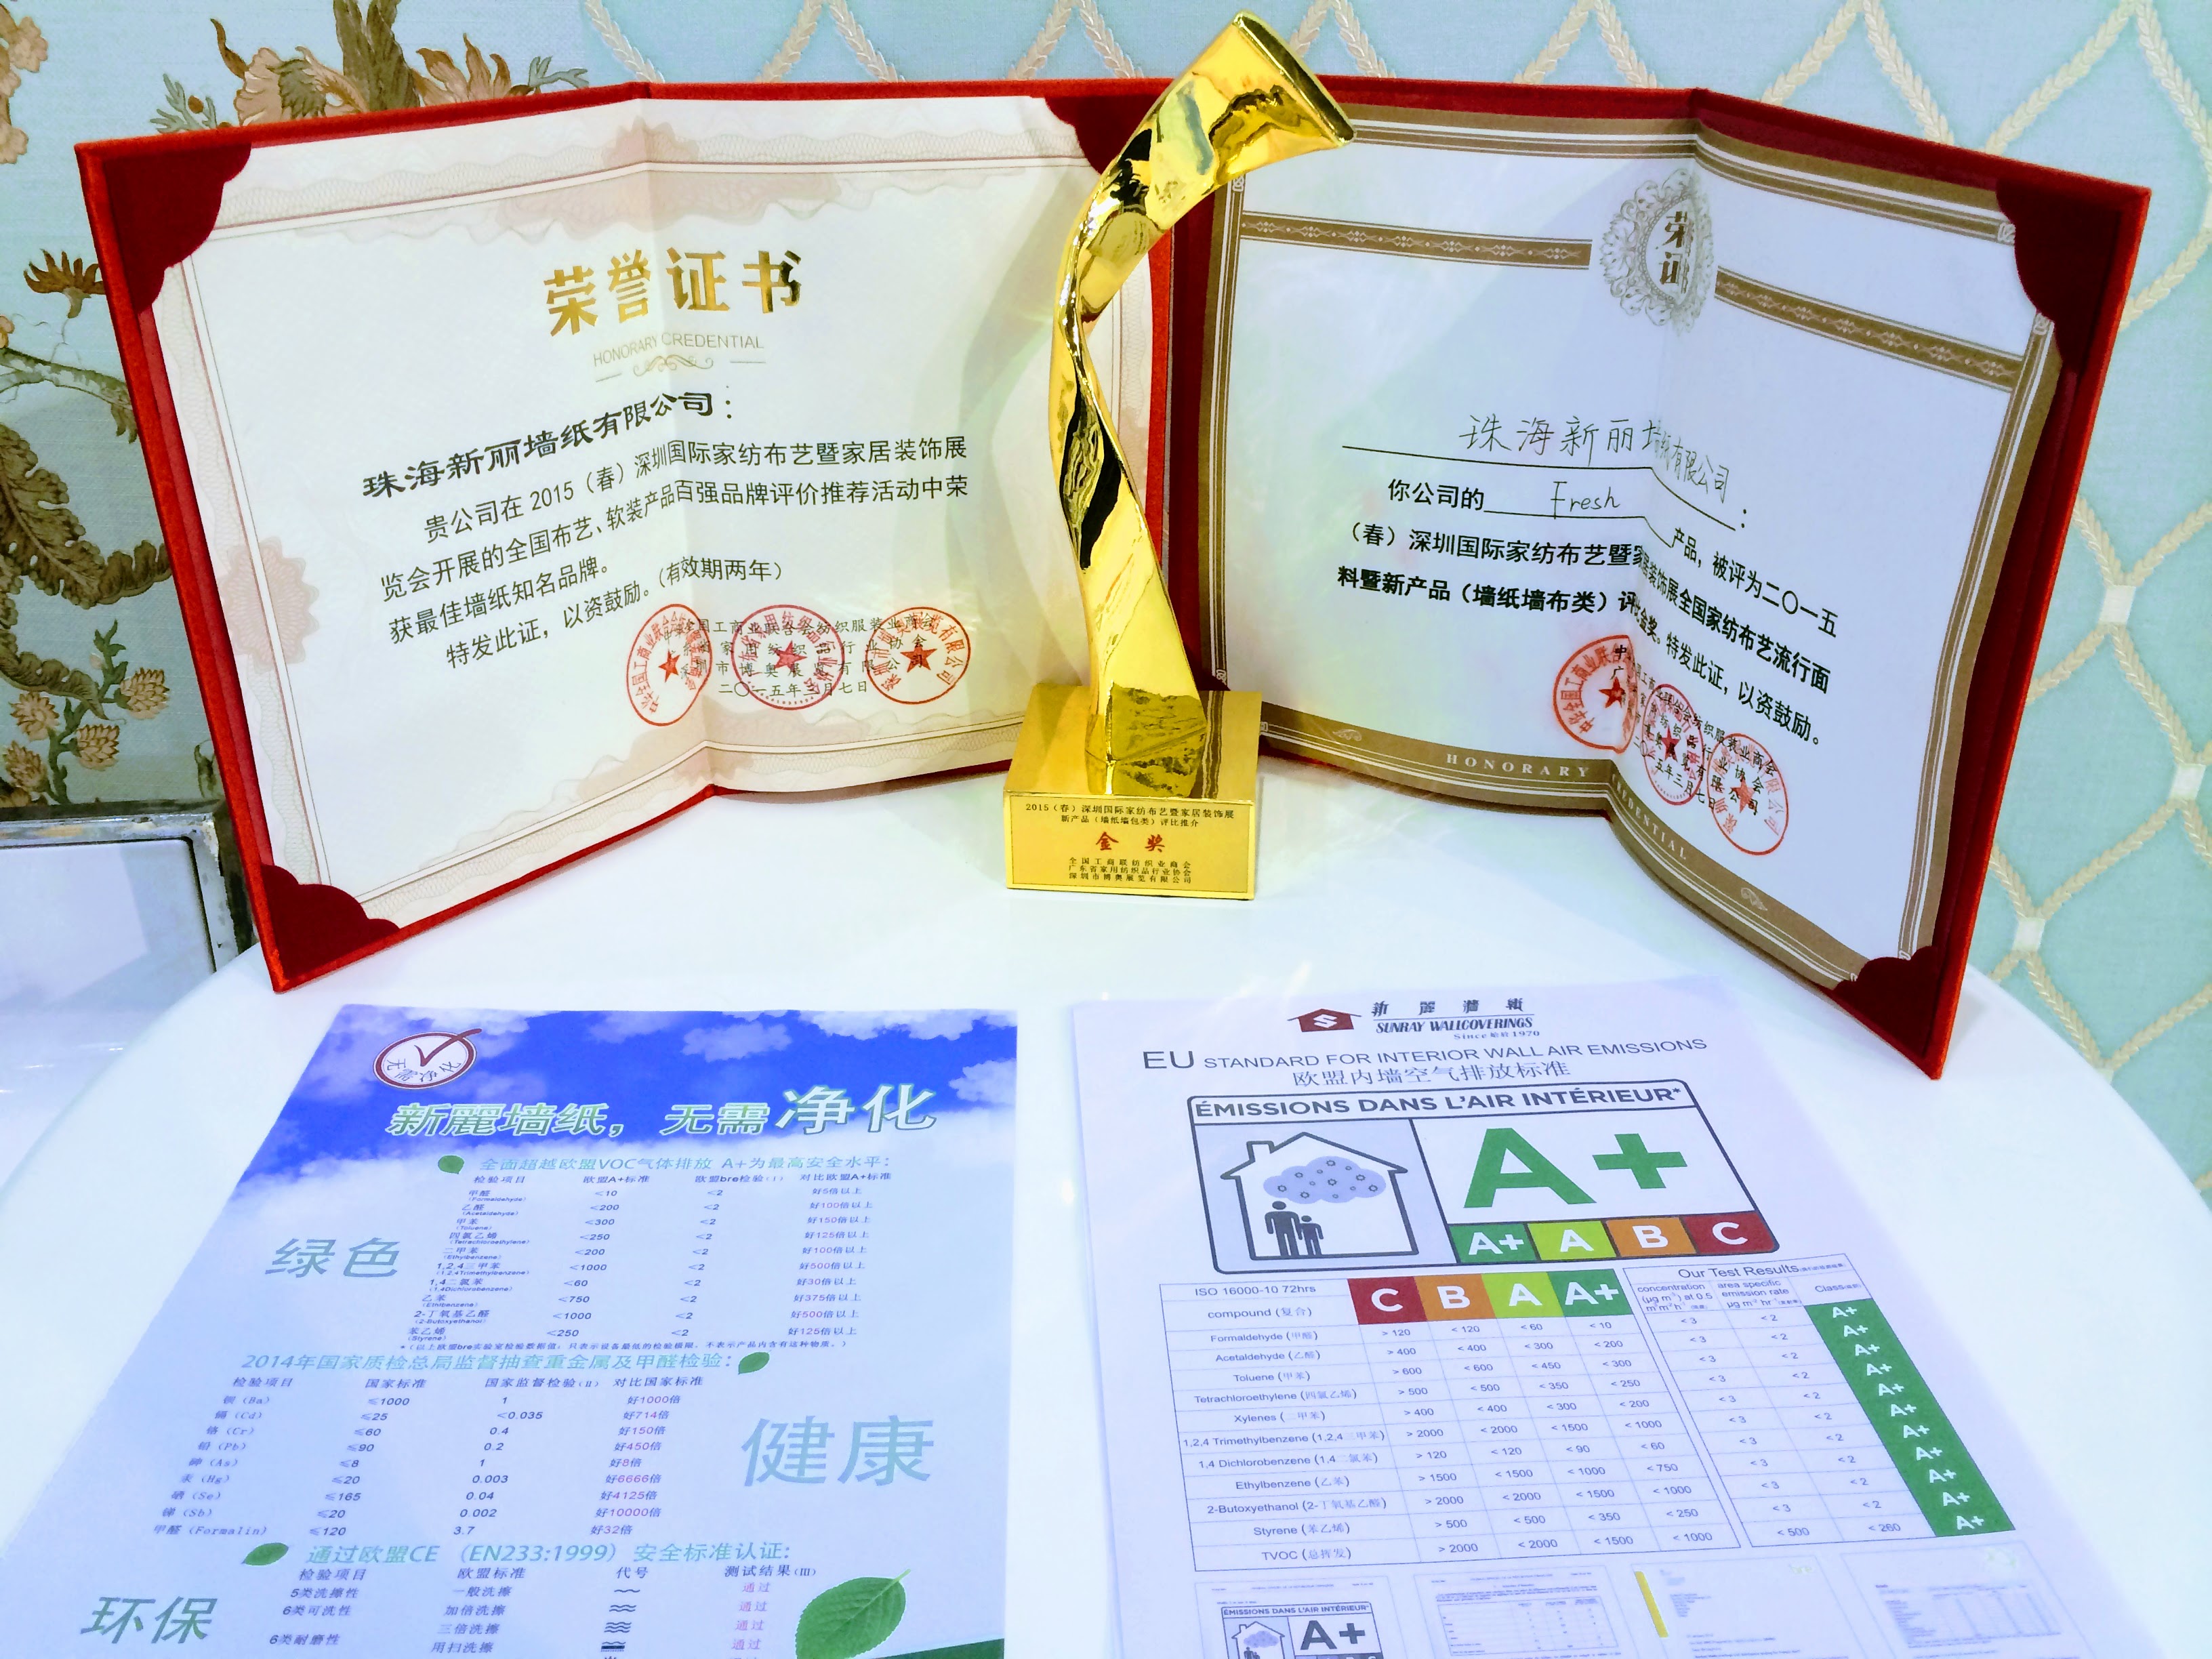 荣誉证书
HONORARY CREDENTIAL
珠海新丽墙纸有限公司：
贵公司在 2015（春）深圳国际家纺布艺暨家居装饰展
览会开展的全国布艺、软装产品百强品牌评价推荐活动中荣
获最佳墙纸知名品牌。
特发此证，以资鼓励。（有效期两年）
二〇一五年三月七日
2015（春）深圳国际家纺布艺暨家居装饰展
新产品（墙纸墙包类）评比推介
金奖
全国工商联纺织业商会
广东省家用纺织品行业协会
深圳市博奥展览有限公司
荣
证
珠海新丽墙纸有限公司：
你公司的 Fresh 产品，被评为二〇一五
（春）深圳国际家纺布艺暨家居装饰展全国家纺布艺流行面
料暨新产品（墙纸墙布类）评比金奖。特发此证，以资鼓励。
二〇一五年三月七日
HONORARY CREDENTIAL
无需净化
新麗墙纸，无需净化
全面超越欧盟VOC气体排放 A+为最高安全水平：
检验项目 欧盟A+标准 欧盟bre检验(I) 对比欧盟A+标准
甲醛 (Formaldehyde) <10 <2 好5倍以上
乙醛 (Acetaldehyde) <200 <2 好100倍以上
甲苯 (Toluene) <300 <2 好150倍以上
四氯乙烯 (Tetrachloroethylene) <250 <2 好125倍以上
二甲苯 (Ethylbenzene) <200 <2 好100倍以上
1,2,4三甲苯 (1,2,4Trimethylbenzene) <1000 <2 好500倍以上
1,4二氯苯 (1,4Dichlorobenzene) <60 <2 好30倍以上
乙苯 (Ethlbenzene) <750 <2 好375倍以上
2-丁氧基乙醛 (2-Butoxyethanol) <1000 <2 好500倍以上
苯乙烯 (Styrene) <250 <2 好125倍以上
绿色
2014年国家质检总局监督抽查重金属及甲醛检验：
检验项目 国家标准 国家监督检验(II) 对比国家标准
钡 (Ba) ≤1000 1 好1000倍
镉 (Cd) ≤25 <0.035 好714倍
铬 (Cr) ≤60 0.4 好150倍
铅 (Pb) ≤90 0.2 好450倍
砷 (As) ≤8 1 好8倍
汞 (Hg) ≤20 0.003 好6666倍
硒 (Se) ≤165 0.04 好4125倍
锑 (Sb) ≤20 0.002 好10000倍
甲醛 (Formalin) ≤120 3.7 好32倍
健康
通过欧盟CE （EN233:1999）安全标准认证：
检验项目 欧盟标准 代号 测试结果(III)
5类洗擦性 一般洗擦 通过
6类可洗性 加倍洗擦 通过
三倍洗擦 通过
6类耐磨性 用扫洗擦 通过
环保
新麗牆紙
SUNRAY WALLCOVERINGS
Since 始於 1970
EU STANDARD FOR INTERIOR WALL AIR EMISSIONS
欧盟内墙空气排放标准
ÉMISSIONS DANS L'AIR INTÉRIEUR*
A+
A+ A B C
ISO 16000-10 72hrs
compound (复合) C B A A+
Our Test Results
concentration (μg m⁻³) at 0.5 m³m⁻²h⁻¹
area specific emission rate μg m⁻² hr⁻¹
Class
Formaldehyde (甲醛) > 120 < 120 < 60 < 10 < 3 < 2 A+
Acetaldehyde (乙醛) > 400 < 400 < 300 < 200 < 3 < 2 A+
Toluene (甲苯) > 600 < 600 < 450 < 300 < 3 < 2 A+
Tetrachloroethylene (四氯乙烯) > 500 < 500 < 350 < 250 < 3 < 2 A+
Xylenes (二甲苯) > 400 < 400 < 300 < 200 < 3 < 2 A+
1,2,4 Trimethylbenzene (1,2,4三甲苯) > 2000 < 2000 < 1500 < 1000 < 3 < 2 A+
1,4 Dichlorobenzene (1,4二氯苯) > 120 < 120 < 90 < 60 < 3 < 2 A+
Ethylbenzene (乙苯) > 1500 < 1500 < 1000 < 750 < 3 < 2 A+
2-Butoxyethanol (2-丁氧基乙醛) > 2000 < 2000 < 1500 < 1000 < 3 < 2 A+
Styrene (苯乙烯) > 500 < 500 < 350 < 250 < 3 < 2 A+
TVOC (总挥发) > 2000 < 2000 < 1500 < 1000 < 500 < 260 A+
ÉMISSIONS DANS L'AIR INTÉRIEUR*
A+